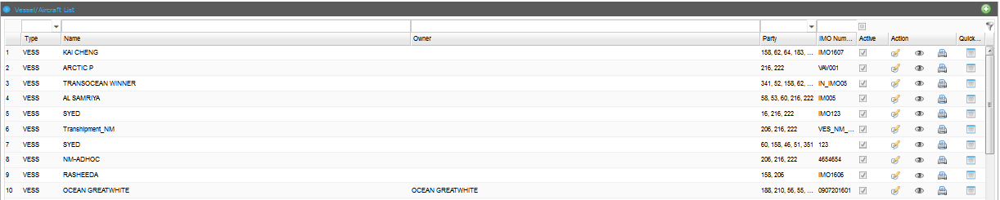 Vessel/Aircraft List
Type Name Owner Party IMO Num... Active Action Quick...
1 VESS KAI CHENG 158, 62, 64, 183, ... IMO1607
2 VESS ARCTIC P 216, 222 VAV001
3 VESS TRANSOCEAN WINNER 341, 52, 158, 62, ... IN_IMO05
4 VESS AL SAMRIYA 58, 53, 60, 216, 222 IM005
5 VESS SYED 16, 216, 222 IMO123
6 VESS Transhipment_NM 206, 216, 222 VES_NM_...
7 VESS SYED 60, 158, 46, 51, 351 123
8 VESS NM-ADHOC 206, 216, 222 4654654
9 VESS RASHEEDA 158, 206 IMO1606
10 VESS OCEAN GREATWHITE OCEAN GREATWHITE 188, 210, 56, 55, ... 0907201601